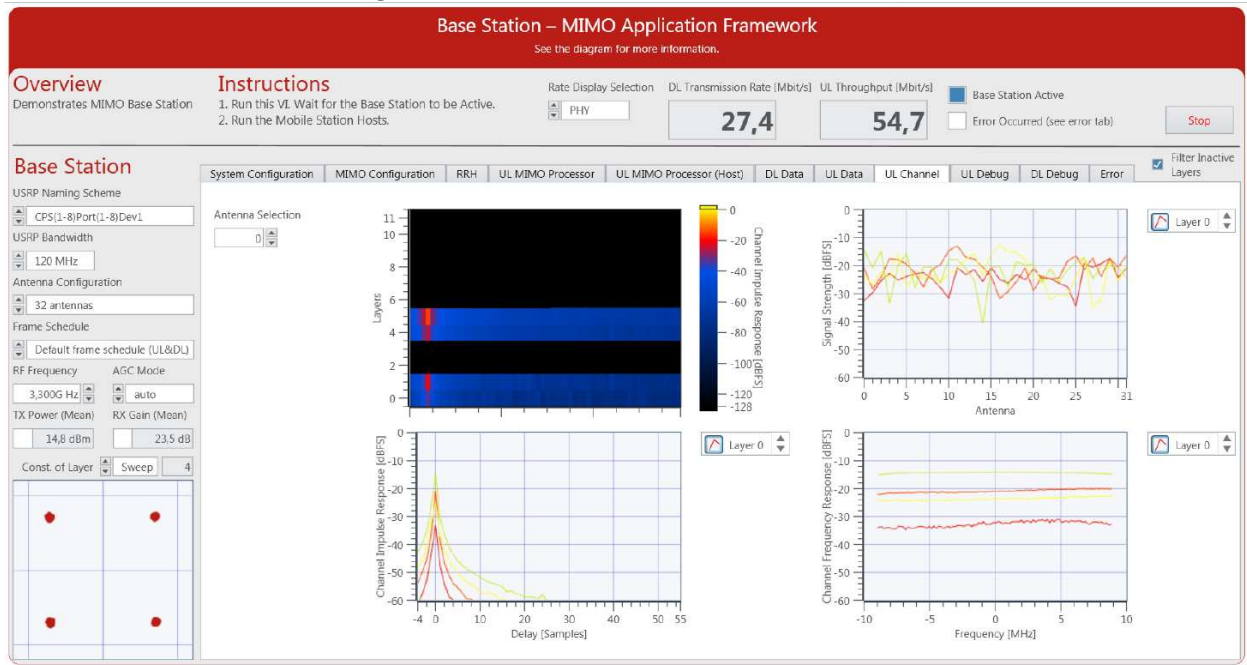 Base Station – MIMO Application Framework
See the diagram for more information.
Overview
Demonstrates MIMO Base Station
Instructions
1. Run this VI. Wait for the Base Station to be Active.
2. Run the Mobile Station Hosts.
Rate Display Selection
PHY
DL Transmission Rate [Mbit/s]
27,4
UL Throughput [Mbit/s]
54,7
Base Station Active
Error Occurred (see error tab)
Stop
Base Station
USRP Naming Scheme
CPS(1-8)Port(1-8)Dev1
USRP Bandwidth
120 MHz
Antenna Configuration
32 antennas
Frame Schedule
Default frame schedule (UL&DL)
RF Frequency
AGC Mode
3,300G Hz
auto
TX Power (Mean)
RX Gain (Mean)
14,8 dBm
23,5 dB
Const. of Layer
Sweep
4
System Configuration
MIMO Configuration
RRH
UL MIMO Processor
UL MIMO Processor (Host)
DL Data
UL Data
UL Channel
UL Debug
DL Debug
Error
Filter Inactive
Layers
Antenna Selection
0
Layers
11
10
8
6
4
2
0
0
-20
-40
-60
-80
-100
-120
-128
Channel Impulse Response [dBFS]
Signal Strength [dBFS]
0
-10
-20
-30
-40
-50
-60
0 5 10 15 20 25 31
Antenna
Layer 0
Channel Impulse Response [dBFS]
0
-10
-20
-30
-40
-50
-60
-4 0 10 20 30 40 50 55
Delay [Samples]
Layer 0
Channel Frequency Response [dBFS]
0
-10
-20
-30
-40
-50
-60
-10 -5 0 5 10
Frequency [MHz]
Layer 0